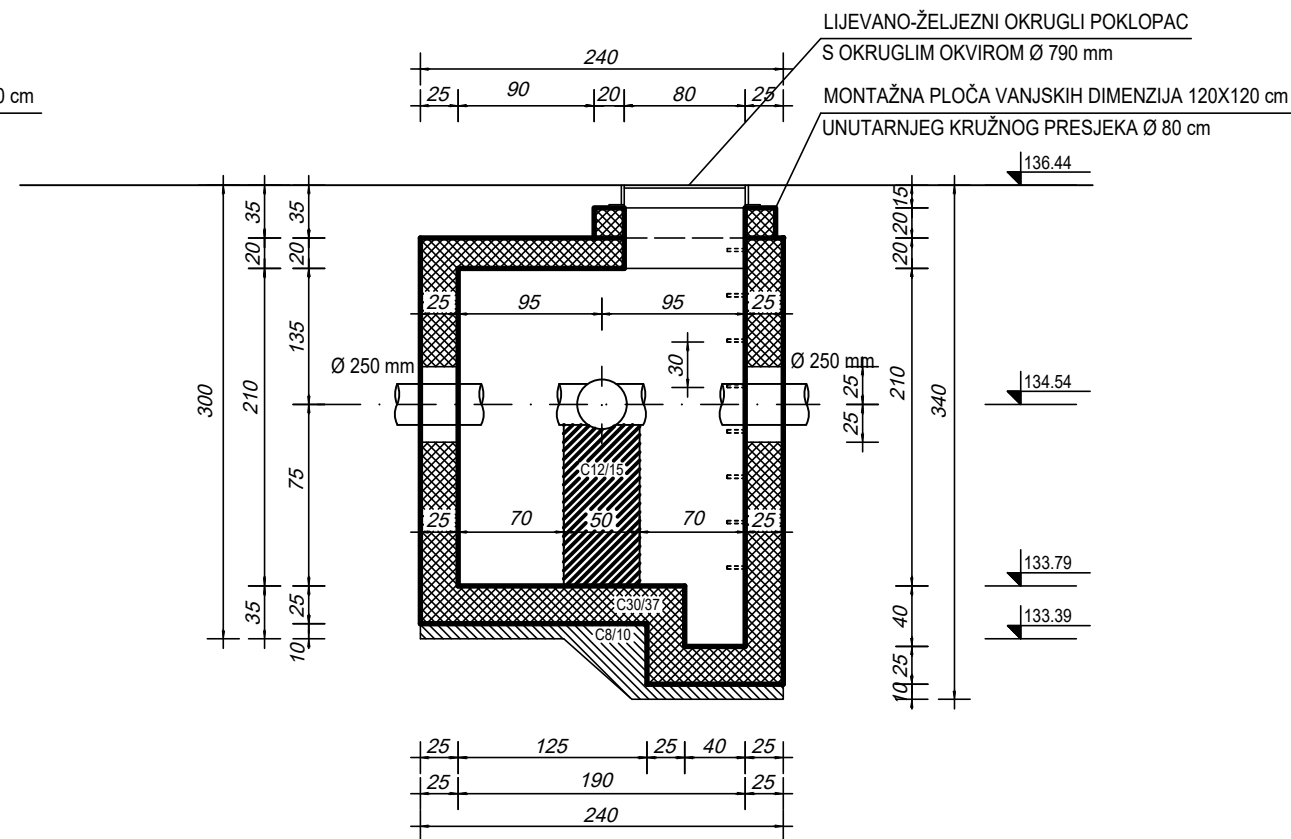 LIJEVANO-ŽELJEZNI OKRUGLI POKLOPAC
S OKRUGLIM OKVIROM Ø 790 mm
240
0 cm
25 90 20 80 25
MONTAŽNA PLOČA VANJSKIH DIMENZIJA 120X120 cm
UNUTARNJEG KRUŽNOG PRESJEKA Ø 80 cm
136.44
35 35 15
20
20 20 20
25 95 95 25
135
30
Ø 250 mm Ø 250 mm
25
300 210 210 340
134.54
25
C12/15
75
25 70 50 70 25
133.79
35 25 C30/37 40
133.39
10 C8/10
25
10
25 125 25 40 25
25 190 25
240